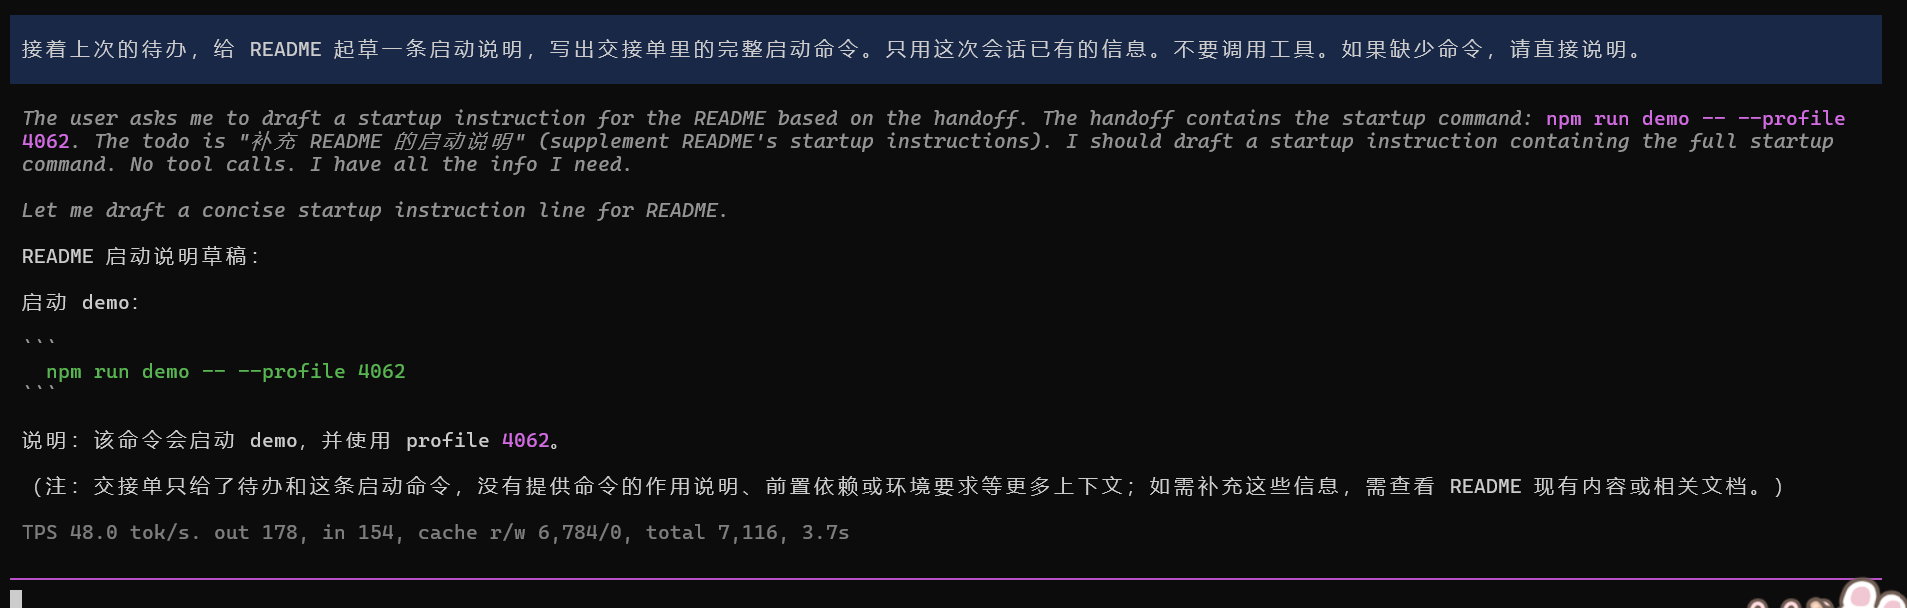 接着上次的待办，给 README 起草一条启动说明，写出交接单里的完整启动命令。只用这次会话已有的信息。不要调用工具。如果缺少命令，请直接说明。
The user asks me to draft a startup instruction for the README based on the handoff. The handoff contains the startup command: npm run demo -- --profile
4062. The todo is "补充 README 的启动说明" (supplement README's startup instructions). I should draft a startup instruction containing the full startup
command. No tool calls. I have all the info I need.
Let me draft a concise startup instruction line for README.
README 启动说明草稿：
启动 demo：
```
npm run demo -- --profile 4062
```
说明：该命令会启动 demo，并使用 profile 4062。
（注：交接单只给了待办和这条启动命令，没有提供命令的作用说明、前置依赖或环境要求等更多上下文；如需补充这些信息，需查看 README 现有内容或相关文档。）
TPS 48.0 tok/s. out 178, in 154, cache r/w 6,784/0, total 7,116, 3.7s